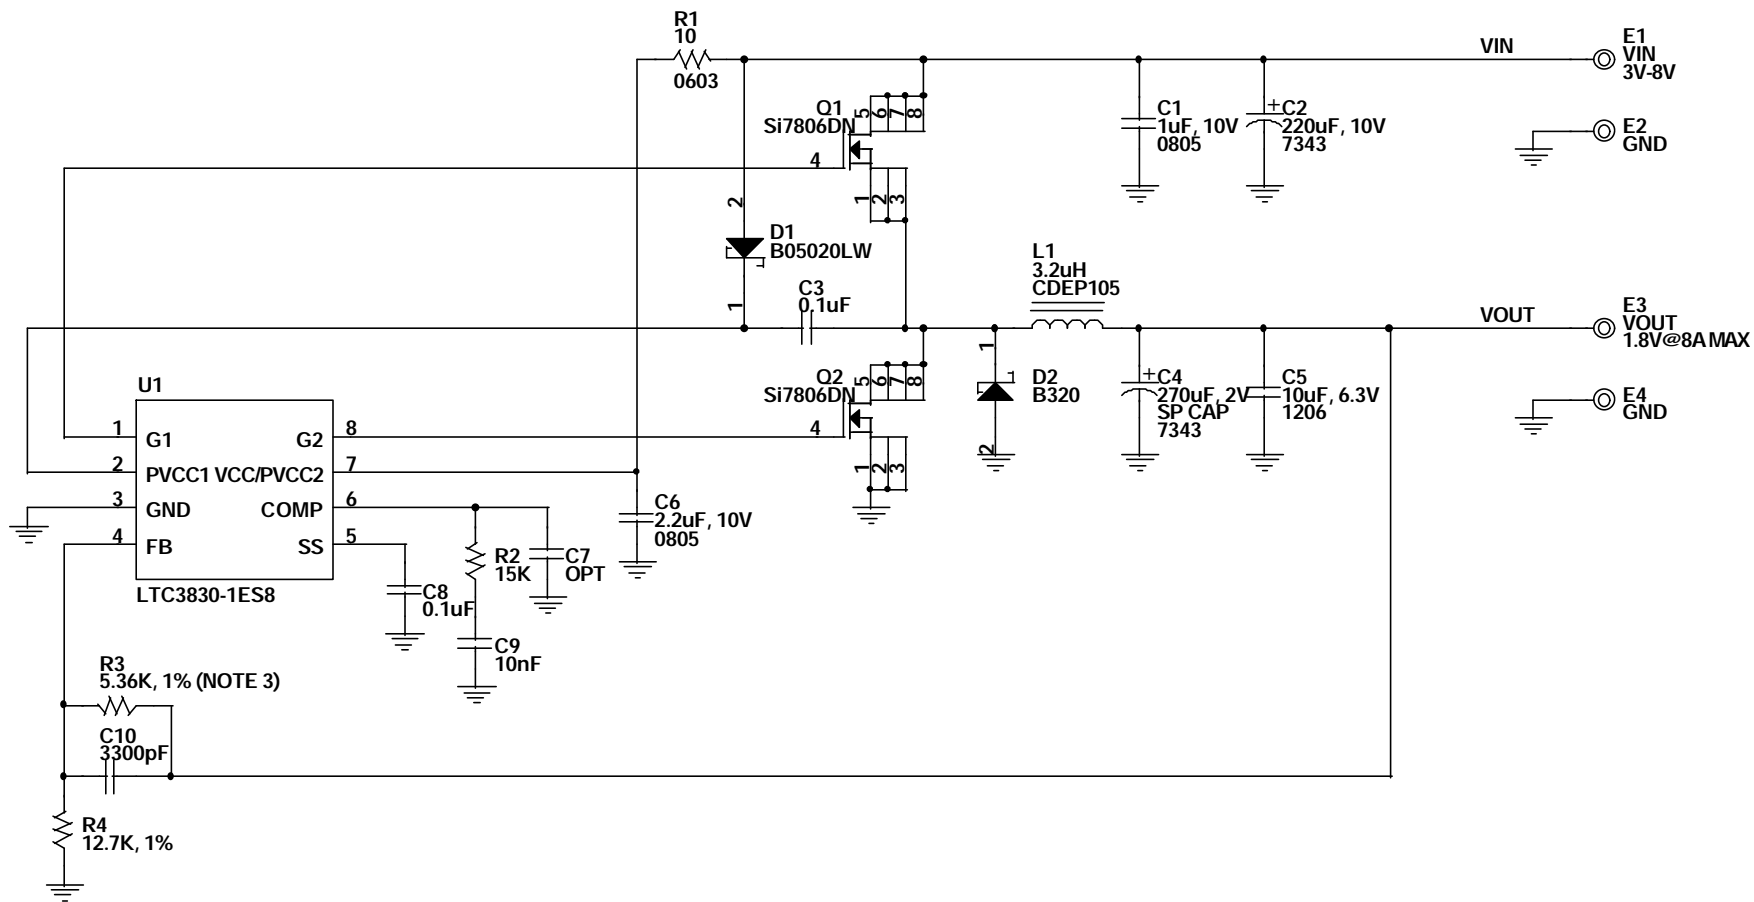 R1
10
0603
VIN
E1
VIN
3V-8V
Q1
Si7806DN
5
6
7
8
4
1
2
3
C1
1uF, 10V
0805
+
C2
220uF, 10V
7343
E2
GND
2
D1
B05020LW
1
C3
0.1uF
L1
3.2uH
CDEP105
VOUT
E3
VOUT
1.8V@8A MAX
Q2
Si7806DN
5
6
7
8
4
1
2
3
1
D2
B320
2
+
C4
270uF, 2V
SP CAP
7343
C5
10uF, 6.3V
1206
E4
GND
U1
1
G1
G2
8
2
PVCC1 VCC/PVCC2
7
3
GND
COMP
6
4
FB
SS
5
LTC3830-1ES8
C6
2.2uF, 10V
0805
R2
15K
C7
OPT
C8
0.1uF
C9
10nF
R3
5.36K, 1% (NOTE 3)
C10
3300pF
R4
12.7K, 1%